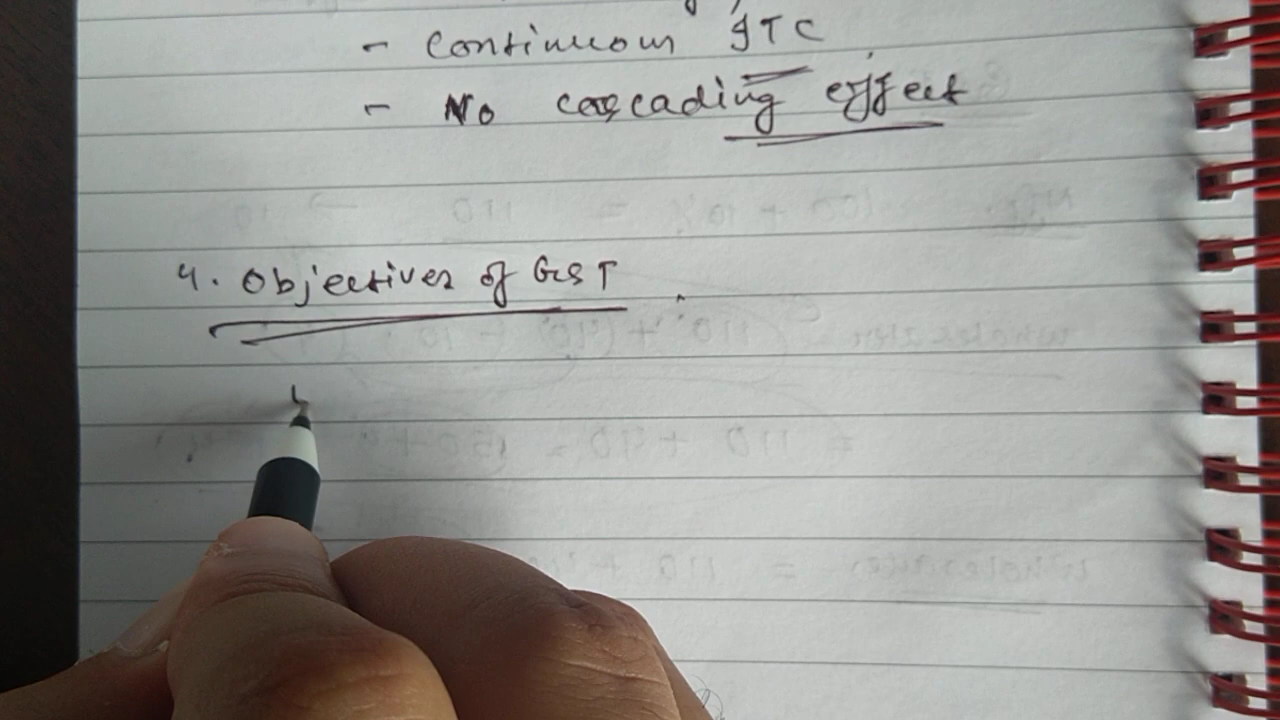 - Continuous ITC
- No cascading effect
4. Objectives of GST